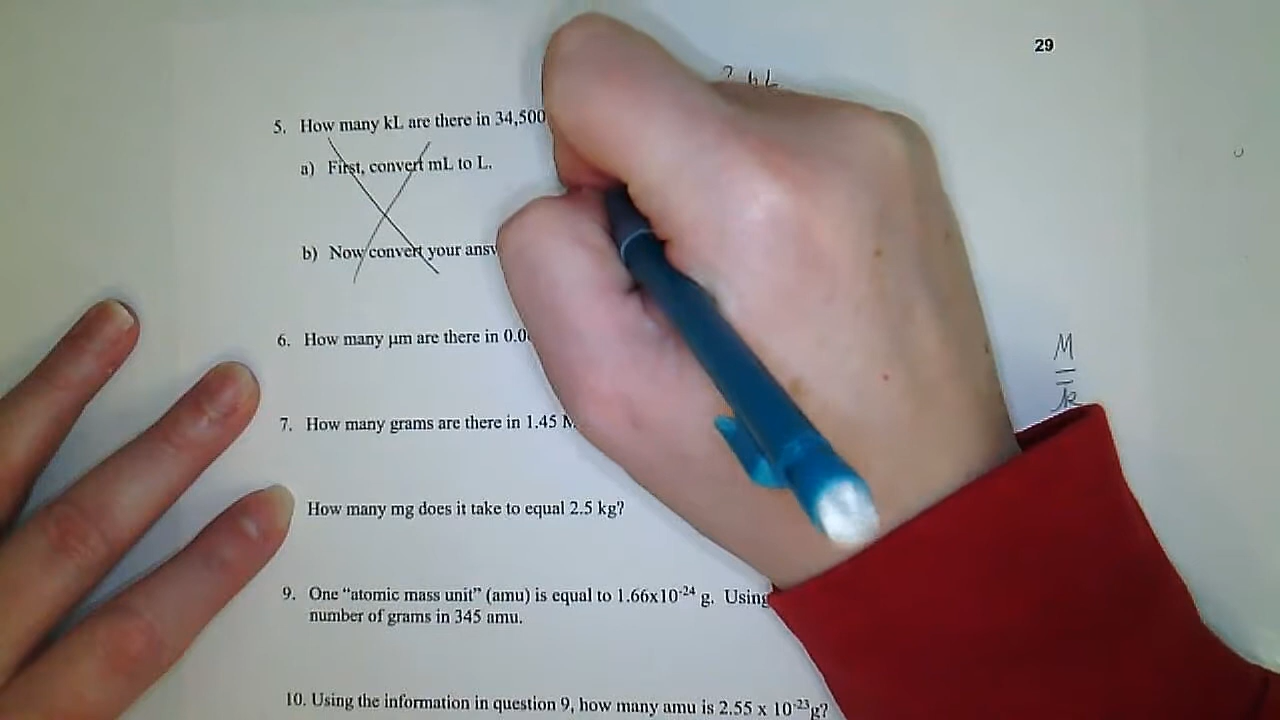 29
? kL
5. How many kL are there in 34,500
a) First, convert mL to L.
b) Now convert your
6. How many µm are there in
M
k
7. How many grams are there in 1.45
How many mg does it take to equal 2.5 kg?
9. One “atomic mass unit” (amu) is equal to 1.66x10⁻²⁴ g. Using
number of grams in 345 amu.
10. Using the information in question 9, how many amu is 2.55 x 10⁻²³g?